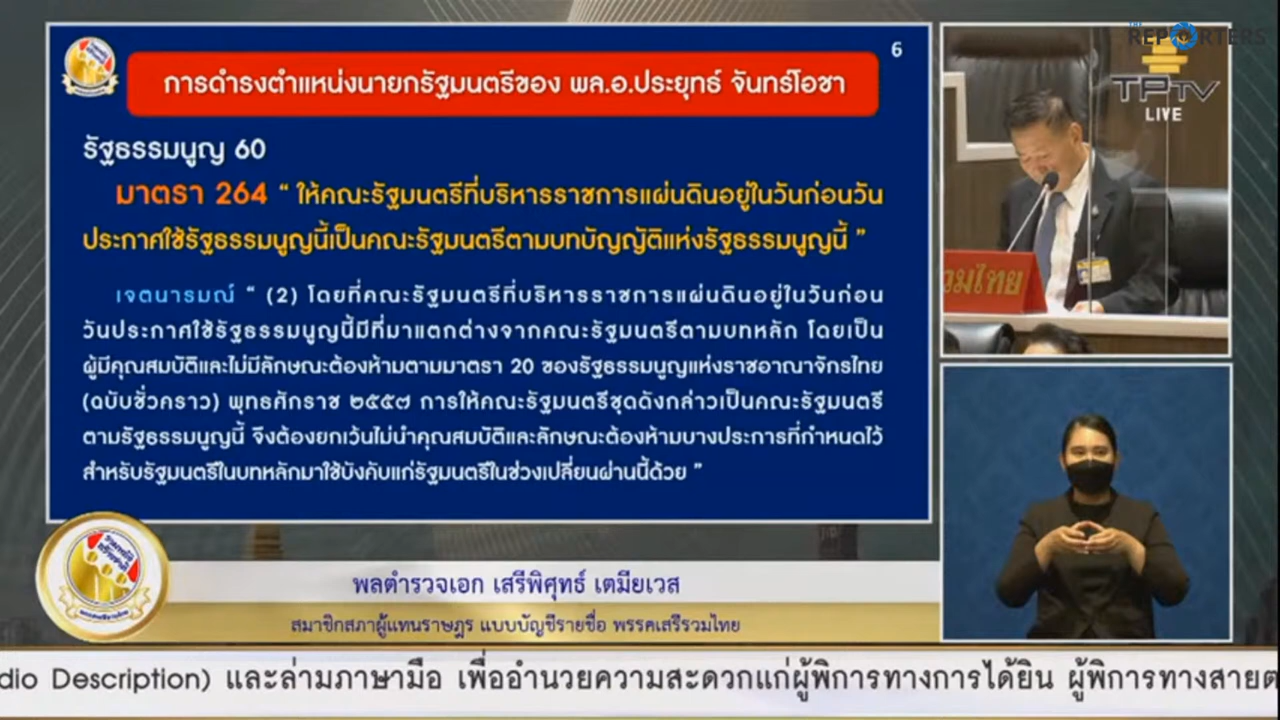 THE
REPORTERS
TPTV
LIVE
6
การดำรงตำแหน่งนายกรัฐมนตรีของ พล.อ.ประยุทธ์ จันทร์โอชา
รัฐธรรมนูญ 60
มาตรา 264 “ ให้คณะรัฐมนตรีที่บริหารราชการแผ่นดินอยู่ในวันก่อนวัน
ประกาศใช้รัฐธรรมนูญนี้เป็นคณะรัฐมนตรีตามบทบัญญัติแห่งรัฐธรรมนูญนี้ ”
เจตนารมณ์ “ (2) โดยที่คณะรัฐมนตรีที่บริหารราชการแผ่นดินอยู่ในวันก่อน
วันประกาศใช้รัฐธรรมนูญนี้มีที่มาแตกต่างจากคณะรัฐมนตรีตามบทหลัก โดยเป็น
ผู้มีคุณสมบัติและไม่มีลักษณะต้องห้ามตามมาตรา 20 ของรัฐธรรมนูญแห่งราชอาณาจักรไทย
(ฉบับชั่วคราว) พุทธศักราช ๒๕๕๗ การให้คณะรัฐมนตรีชุดดังกล่าวเป็นคณะรัฐมนตรี
ตามรัฐธรรมนูญนี้ จึงต้องยกเว้นไม่นำคุณสมบัติและลักษณะต้องห้ามบางประการที่กำหนดไว้
สำหรับรัฐมนตรีในบทหลักมาใช้บังคับแก่รัฐมนตรีในช่วงเปลี่ยนผ่านนี้ด้วย ”
รวมไทย
พลตำรวจเอก เสรีพิศุทธ์ เตมียเวส
สมาชิกสภาผู้แทนราษฎร แบบบัญชีรายชื่อ พรรคเสรีรวมไทย
dio Description) และล่ามภาษามือ เพื่ออำนวยความสะดวกแก่ผู้พิการทางการได้ยิน ผู้พิการทางสายต